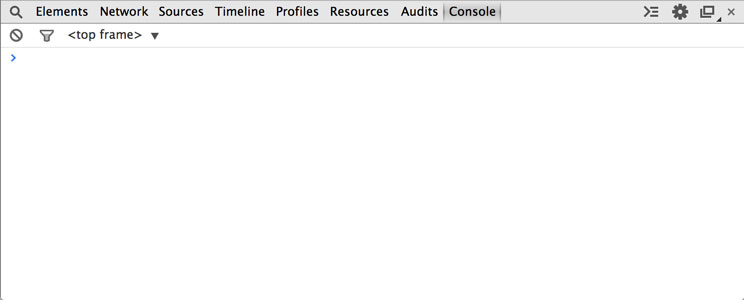 Elements Network Sources Timeline Profiles Resources Audits Console
<top frame>